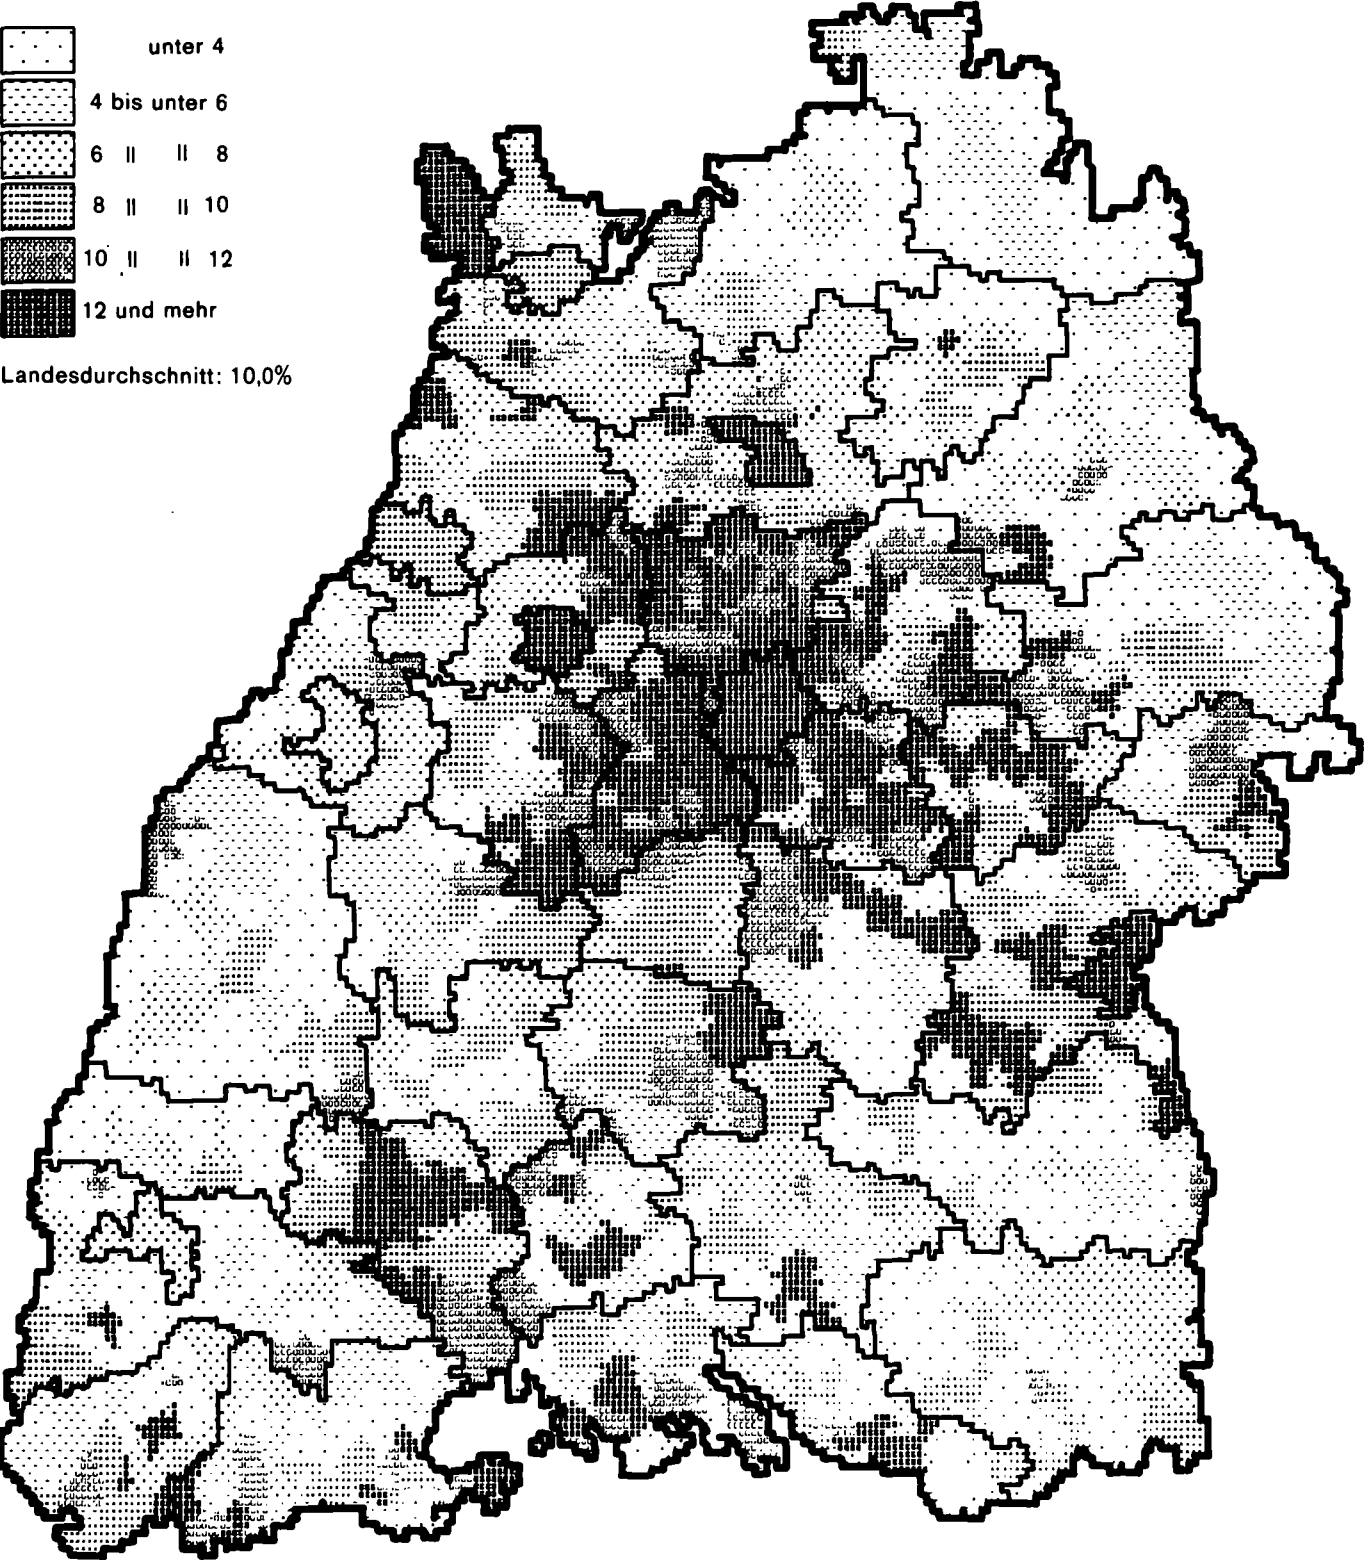 unter 4
4 bis unter 6
6 " " 8
8 " " 10
10 " " 12
12 und mehr
Landesdurchschnitt: 10,0%